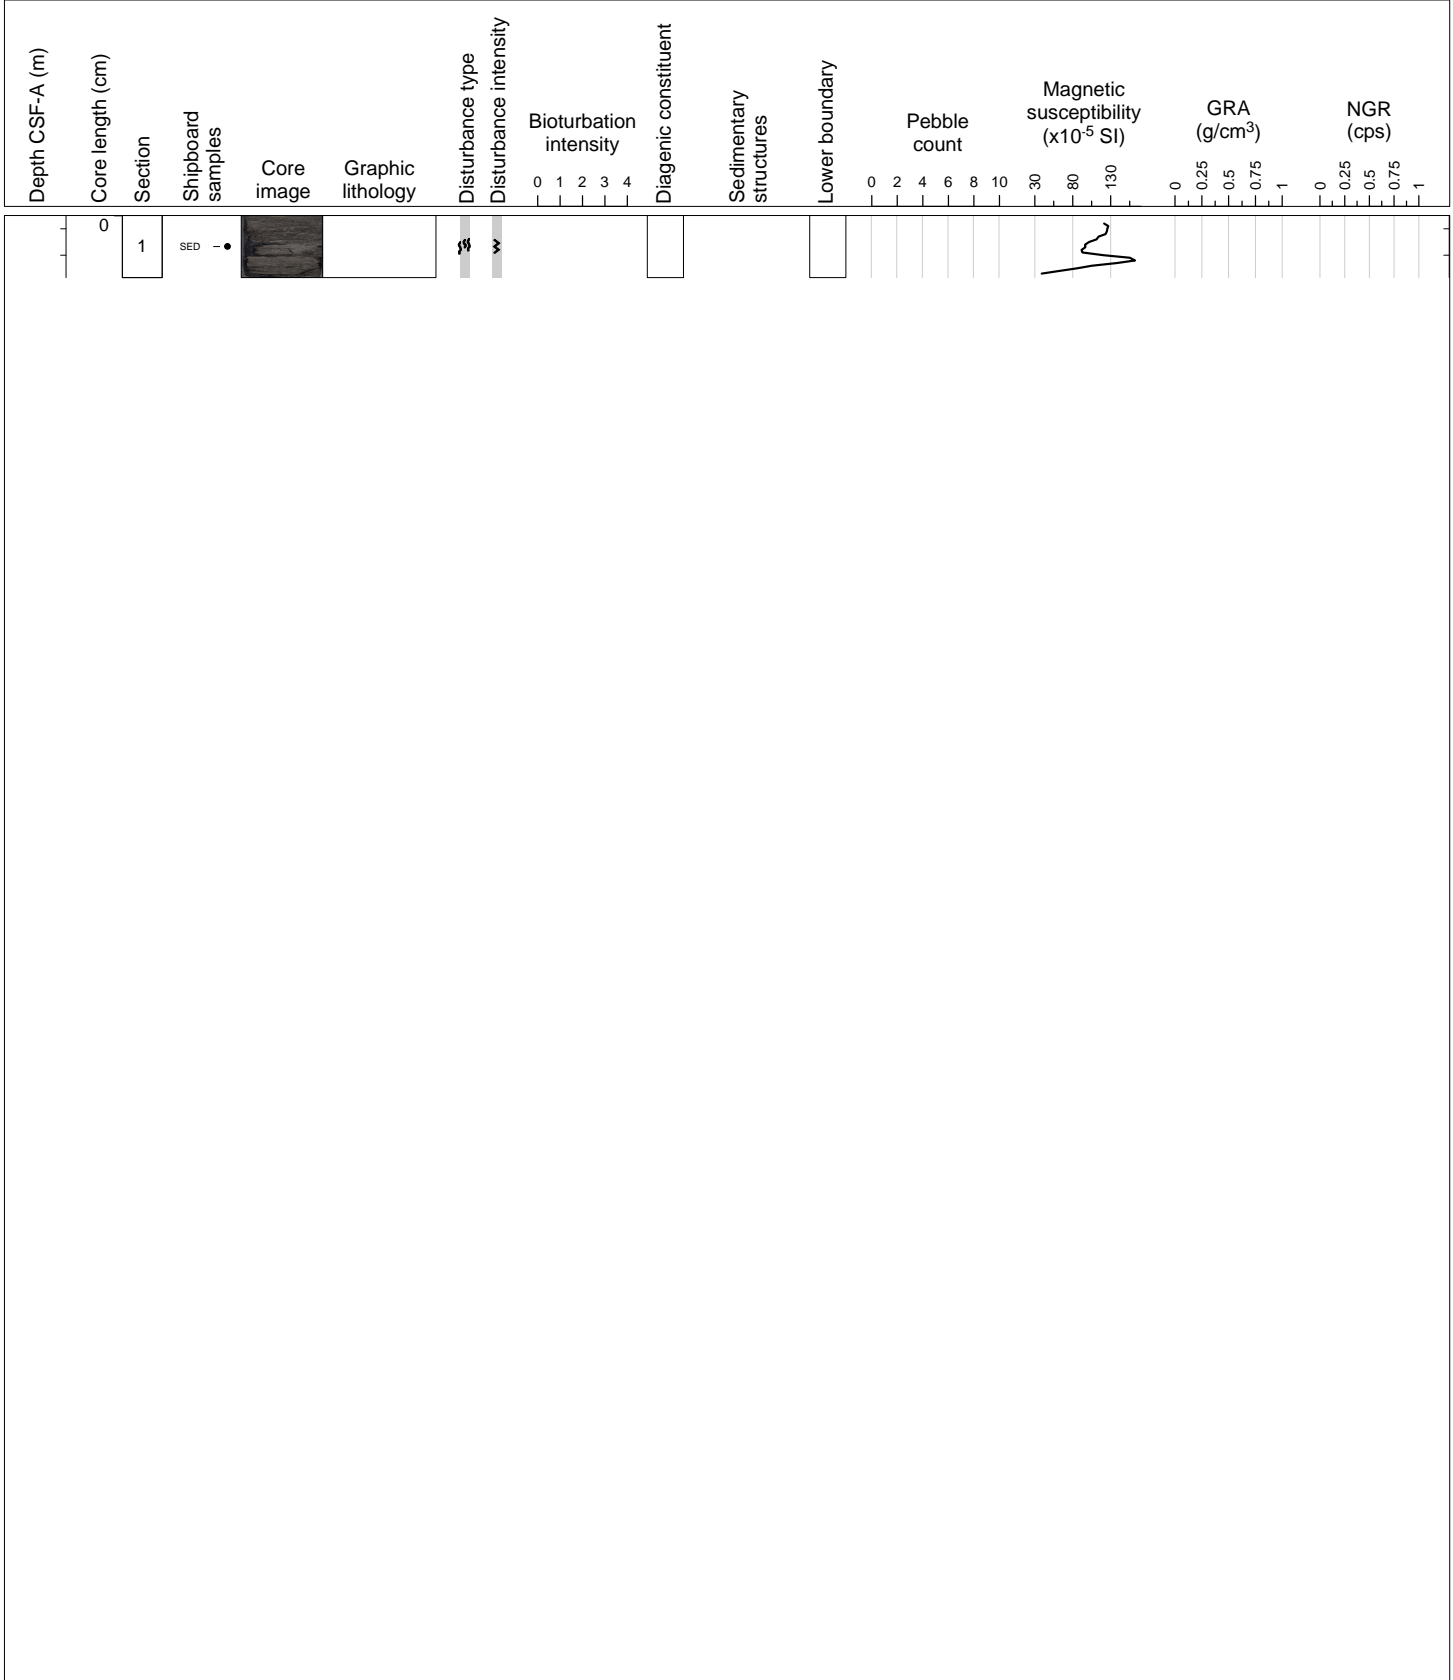 Depth CSF-A (m)
Core length (cm)
Section
Shipboard
samples
Core
image
Graphic
lithology
Disturbance type
Disturbance intensity
Bioturbation
intensity
0 1 2 3 4
Diagenic constituent
Sedimentary
structures
Lower boundary
Pebble
count
0 2 4 6 8 10
Magnetic
susceptibility
(x10-5 SI)
30 80 130
GRA
(g/cm3)
0 0.25 0.5 0.75 1
NGR
(cps)
0 0.25 0.5 0.75 1
0
1
SED